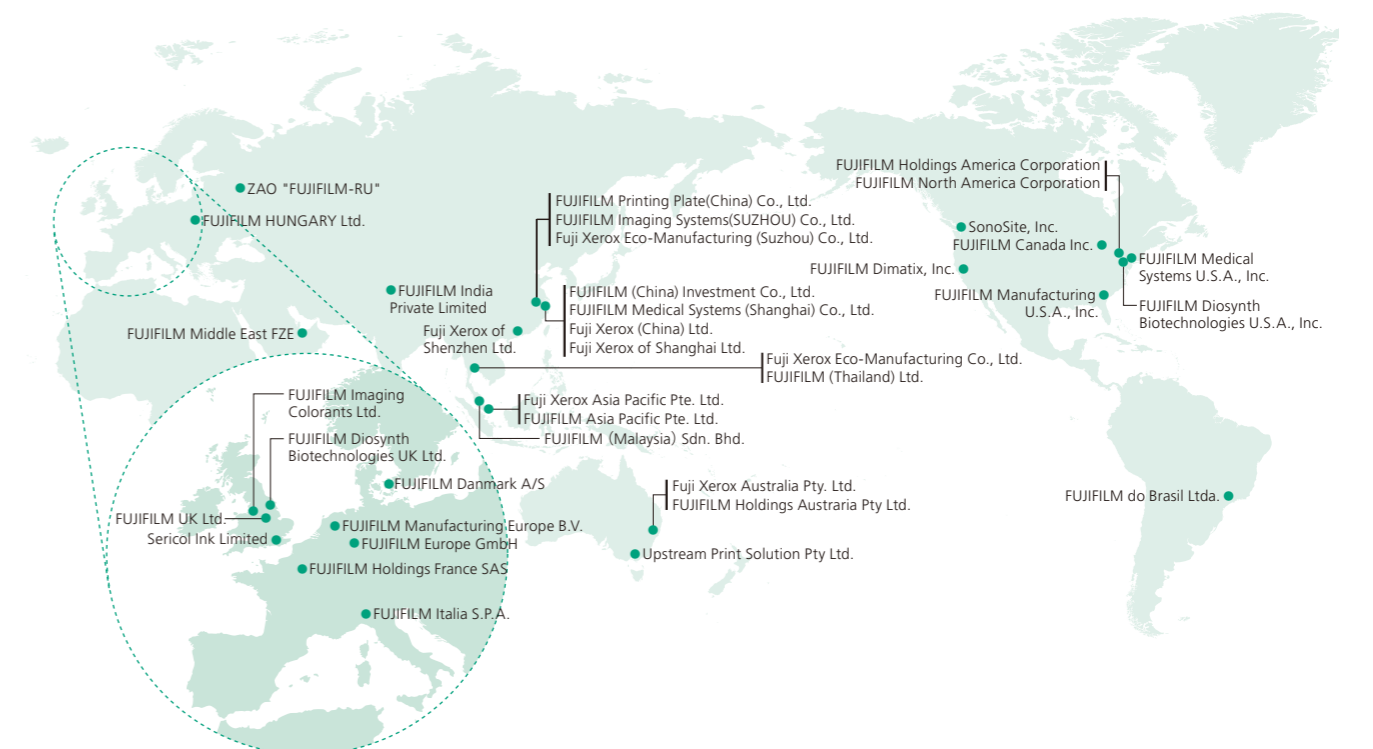 FUJIFILM Holdings America Corporation
FUJIFILM North America Corporation
ZAO "FUJIFILM-RU"
FUJIFILM HUNGARY Ltd.
FUJIFILM Printing Plate(China) Co., Ltd.
FUJIFILM Imaging Systems(SUZHOU) Co., Ltd.
Fuji Xerox Eco-Manufacturing (Suzhou) Co., Ltd.
SonoSite, Inc.
FUJIFILM Canada Inc.
FUJIFILM Medical
Systems U.S.A., Inc.
FUJIFILM Dimatix, Inc.
FUJIFILM India
Private Limited
FUJIFILM (China) Investment Co., Ltd.
FUJIFILM Medical Systems (Shanghai) Co., Ltd.
Fuji Xerox (China) Ltd.
Fuji Xerox of Shanghai Ltd.
FUJIFILM Manufacturing
U.S.A., Inc.
FUJIFILM Diosynth
Biotechnologies U.S.A., Inc.
FUJIFILM Middle East FZE
Fuji Xerox of
Shenzhen Ltd.
Fuji Xerox Eco-Manufacturing Co., Ltd.
FUJIFILM (Thailand) Ltd.
FUJIFILM Imaging
Colorants Ltd.
Fuji Xerox Asia Pacific Pte. Ltd.
FUJIFILM Asia Pacific Pte. Ltd.
FUJIFILM (Malaysia) Sdn. Bhd.
FUJIFILM Diosynth
Biotechnologies UK Ltd.
FUJIFILM Danmark A/S
Fuji Xerox Australia Pty. Ltd.
FUJIFILM Holdings Austraria Pty Ltd.
FUJIFILM do Brasil Ltda.
FUJIFILM UK Ltd.
Sericol Ink Limited
FUJIFILM Manufacturing Europe B.V.
FUJIFILM Europe GmbH
Upstream Print Solution Pty Ltd.
FUJIFILM Holdings France SAS
FUJIFILM Italia S.P.A.